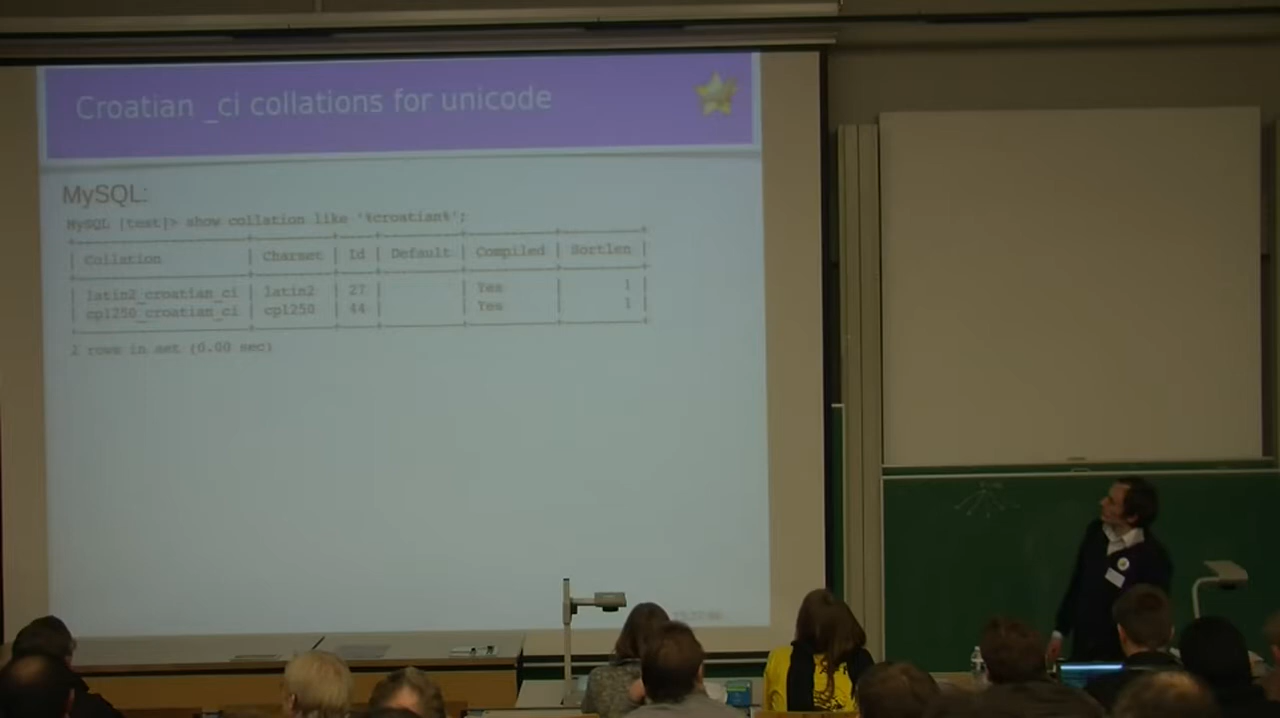 Croatian _ci collations for unicode
MySQL:
MySQL [test]> show collation like '%croatian%';
| Collation | Charset | Id | Default | Compiled | Sortlen |
| latin2_croatian_ci | latin2 | 27 | | Yes | 1 |
| cp1250_croatian_ci | cp1250 | 44 | | Yes | 1 |
2 rows in set (0.00 sec)